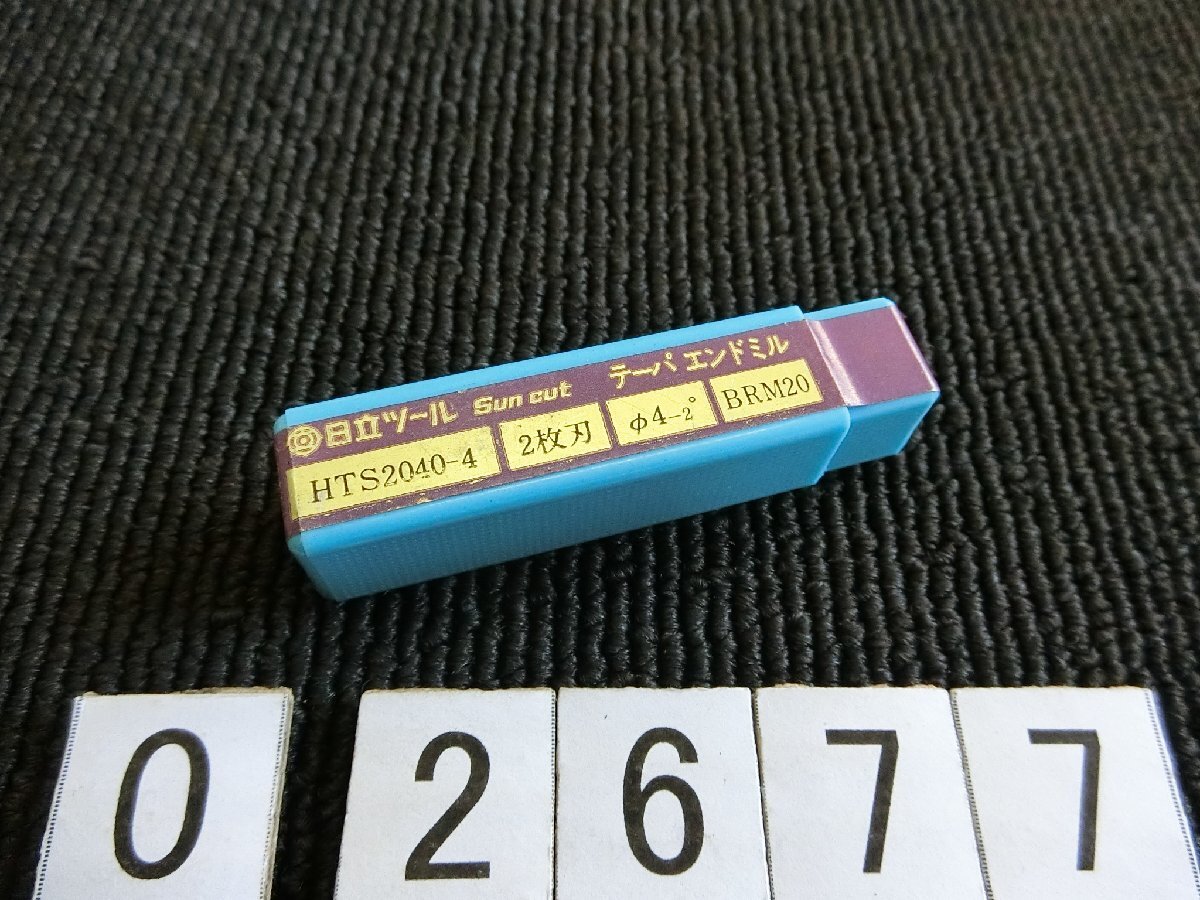 日立ツール Sun cut テーパ エンドミル
HTS2040-4 2枚刃 φ4-2° BRM20
0 2 6 7 7